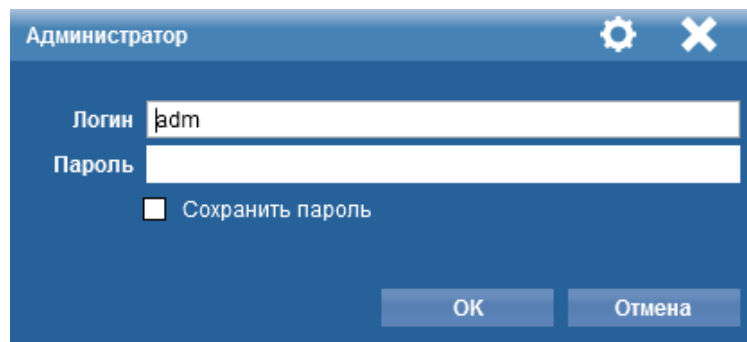 Администратор
Логин adm
Пароль
Сохранить пароль
OK Отмена